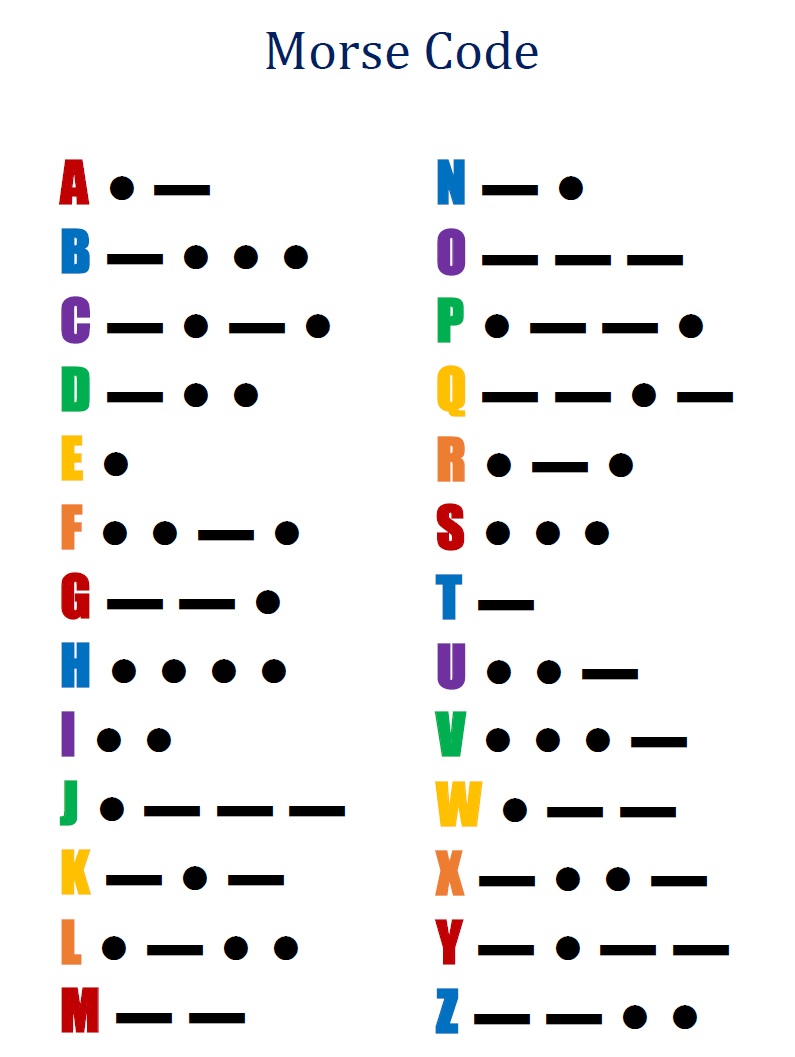 Morse Code
A • —
B — • • •
C — • — •
D — • •
E •
F • • — •
G — — •
H • • • •
I • •
J • — — —
K — • —
L • — • •
M — —
N — •
O — — —
P • — — •
Q — — • —
R • — •
S • • •
T —
U • • —
V • • • —
W • — —
X — • • —
Y — • — —
Z — — • •